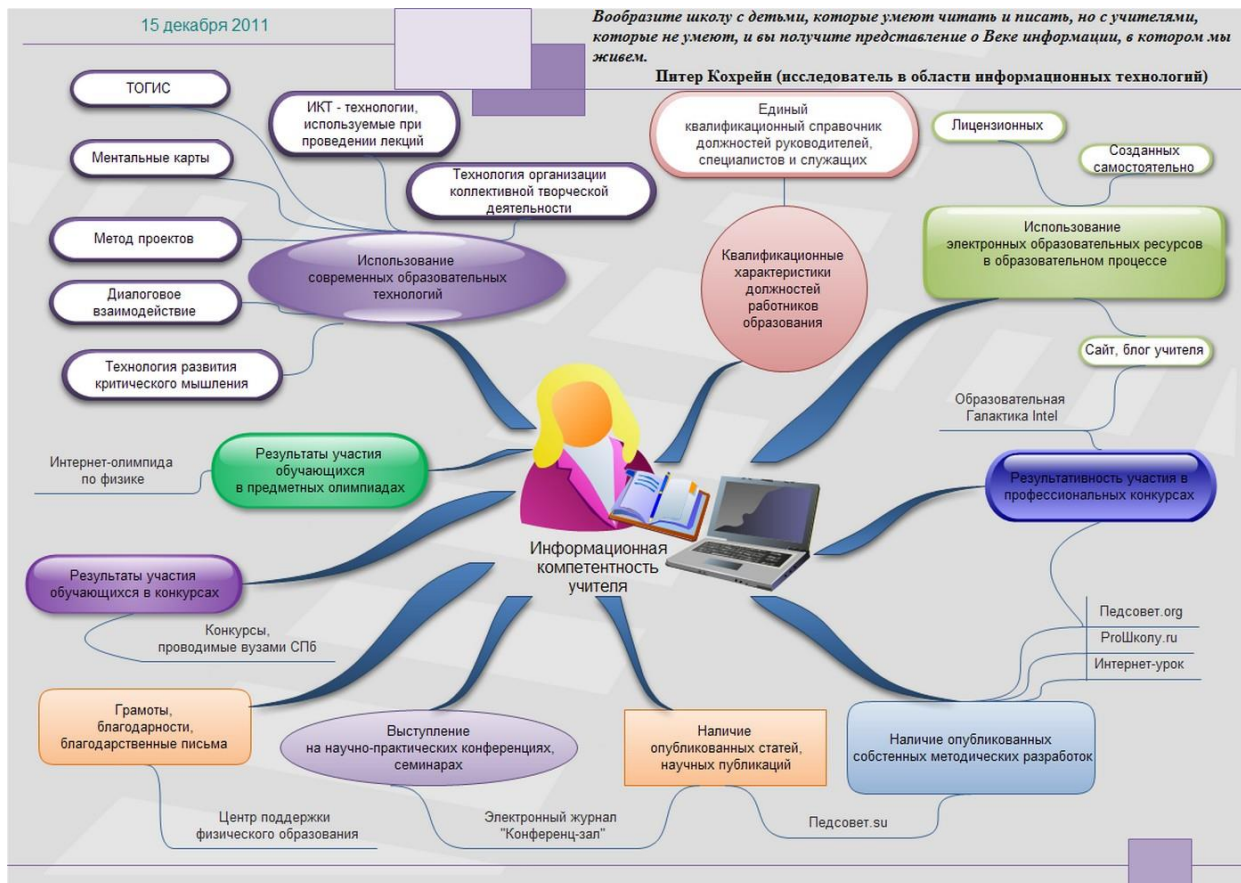 15 декабря 2011
Вообразите школу с детьми, которые умеют читать и писать, но с учителями,
которые не умеют, и вы получите представление о Веке информации, в котором мы
живем.
Питер Кохрейн (исследователь в области информационных технологий)
ТОГИС
ИКТ - технологии,
используемые при
проведении лекций
Ментальные карты
Технология организации
коллективной творческой
деятельности
Метод проектов
Использование
современных образовательных
технологий
Диалоговое
взаимодействие
Технология развития
критического мышления
Единый
квалификационный справочник
должностей руководителей,
специалистов и служащих
Квалификационные
характеристики
должностей
работников
образования
Лицензионных
Созданных
самостоятельно
Использование
электронных образовательных ресурсов
в образовательном процессе
Сайт, блог учителя
Образовательная
Галактика Intel
Результативность участия в
профессиональных конкурсах
Интернет-олимпида
по физике
Результаты участия
обучающихся
в предметных олимпиадах
Информационная
компетентность
учителя
Результаты участия
обучающихся в конкурсах
Конкурсы,
проводимые вузами СПб
Педсовет.org
ProШколу.ru
Интернет-урок
Грамоты,
благодарности,
благодарственные письма
Выступление
на научно-практических конференциях,
семинарах
Наличие
опубликованных статей,
научных публикаций
Наличие опубликованных
собстенных методических разработок
Центр поддержки
физического образования
Электронный журнал
"Конференц-зал"
Педсовет.su